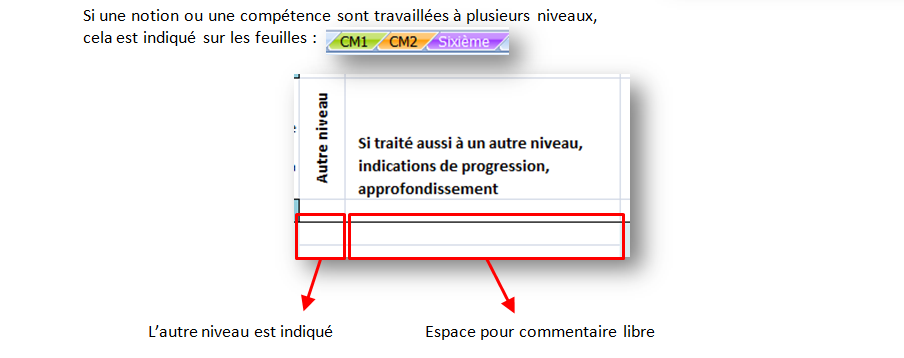 Si une notion ou une compétence sont travaillées à plusieurs niveaux,
cela est indiqué sur les feuilles : CM1 CM2 Sixième
Autre niveau
Si traité aussi à un autre niveau,
indications de progression,
approfondissement
L'autre niveau est indiqué
Espace pour commentaire libre